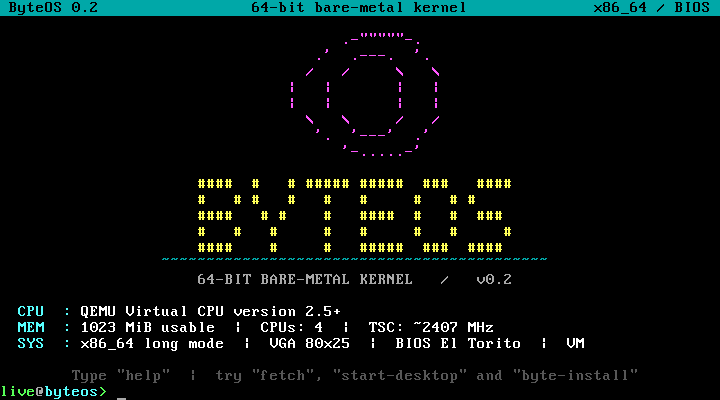 ByteOS 0.2 64-bit bare-metal kernel x86_64 / BIOS
BYTEOS
64-BIT BARE-METAL KERNEL / v0.2
CPU : QEMU Virtual CPU version 2.5+
MEM : 1023 MiB usable | CPUs: 4 | TSC: ~2407 MHz
SYS : x86_64 long mode | VGA 80x25 | BIOS El Torito | VM
Type "help" | try "fetch", "start-desktop" and "byte-install"
live@byteos> _